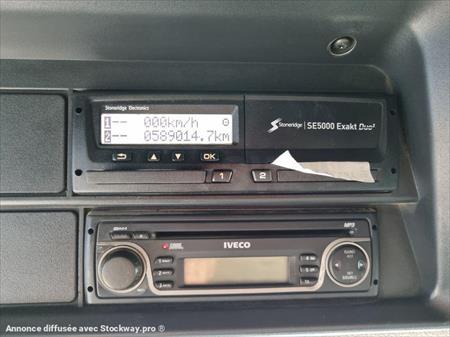 Stoneridge Electronics
1 -- 000km/h
2 -- 0589014.7km
OK
Stoneridge | SE5000 Exakt Duo²
1 2
IVECO
MP3
Annonce diffusée avec Stockway.pro ®